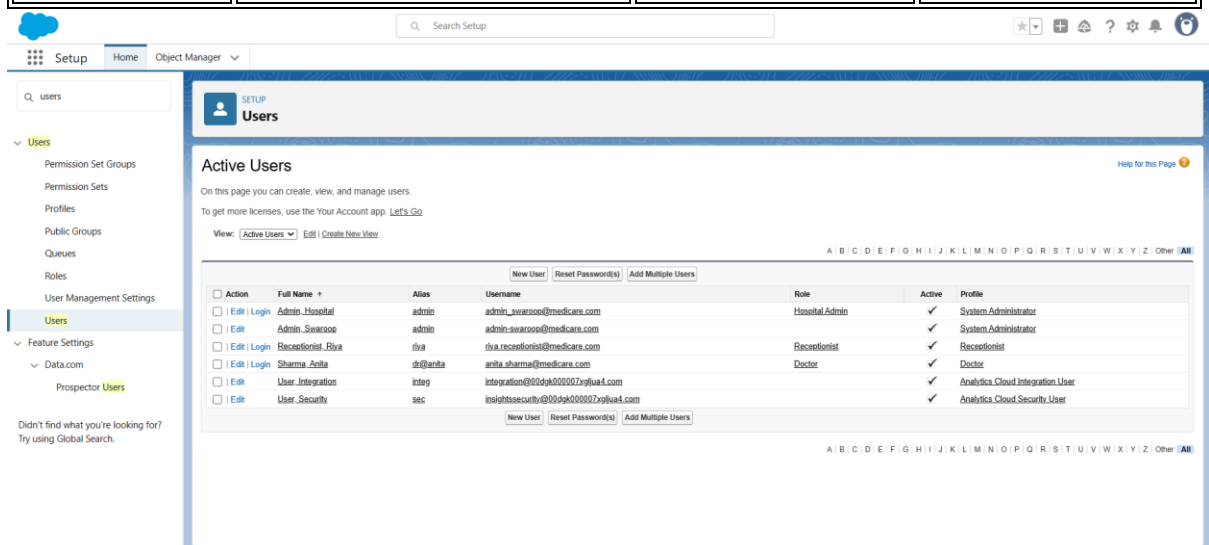 Search Setup
Setup Home Object Manager
users
SETUP
Users
Users
Permission Set Groups
Permission Sets
Profiles
Public Groups
Queues
Roles
User Management Settings
Users
Feature Settings
Data.com
Prospector Users
Didn't find what you're looking for?
Try using Global Search.
Active Users
Help for this Page
On this page you can create, view, and manage users.
To get more licenses, use the Your Account app. Let's Go
View: Active Users Edit | Create New View
A | B | C | D | E | F | G | H | I | J | K | L | M | N | O | P | Q | R | S | T | U | V | W | X | Y | Z | Other All
New User Reset Password(s) Add Multiple Users
Action Full Name Alias Username Role Active Profile
| Edit | Login Admin, Hospital admin admin_swaroop@medicare.com Hospital Admin System Administrator
| Edit Admin, Swaroop admin admin-swaroop@medicare.com System Administrator
| Edit | Login Receptionist, Riya riya riya.receptionist@medicare.com Receptionist Receptionist
| Edit | Login Sharma, Anita dr@anita anita.sharma@medicare.com Doctor Doctor
| Edit User, Integration integ integration@00dgk000007xgljua4.com Analytics Cloud Integration User
| Edit User, Security sec insightssecurity@00dgk000007xgljua4.com Analytics Cloud Security User
New User Reset Password(s) Add Multiple Users
A | B | C | D | E | F | G | H | I | J | K | L | M | N | O | P | Q | R | S | T | U | V | W | X | Y | Z | Other All